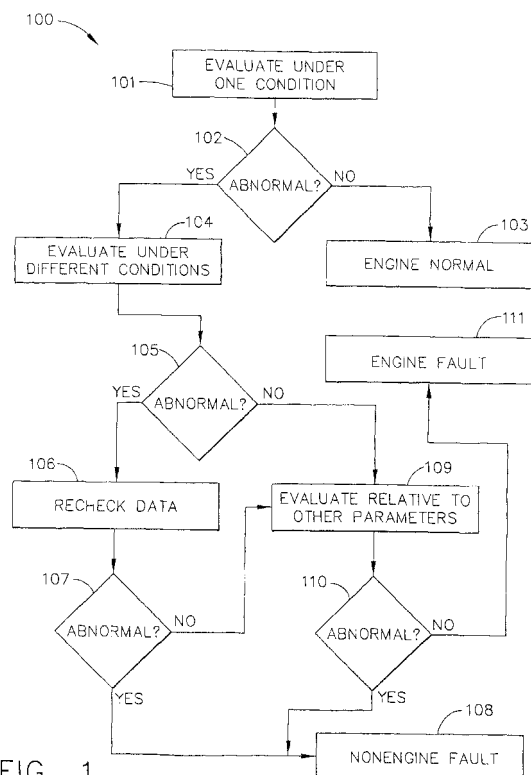 100
EVALUATE UNDER
ONE CONDITION
101
102
YES
ABNORMAL?
NO
104
EVALUATE UNDER
DIFFERENT CONDITIONS
103
ENGINE NORMAL
111
ENGINE FAULT
105
YES
ABNORMAL?
NO
106
RECHECK DATA
109
EVALUATE RELATIVE TO
OTHER PARAMETERS
107
ABNORMAL?
NO
YES
110
ABNORMAL?
NO
YES
108
NONENGINE FAULT
FIG. 1